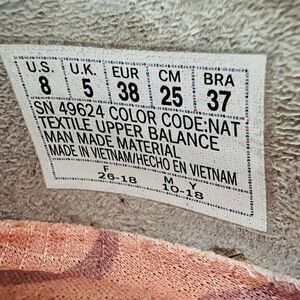 U.S. U.K. EUR CM BRA
8 5 38 25 37
SN 49624 COLOR CODE:NAT
TEXTILE UPPER BALANCE
MAN MADE MATERIAL
MADE IN VIETNAM/HECHO EN VIETNAM
F M Y
26-18 10-18